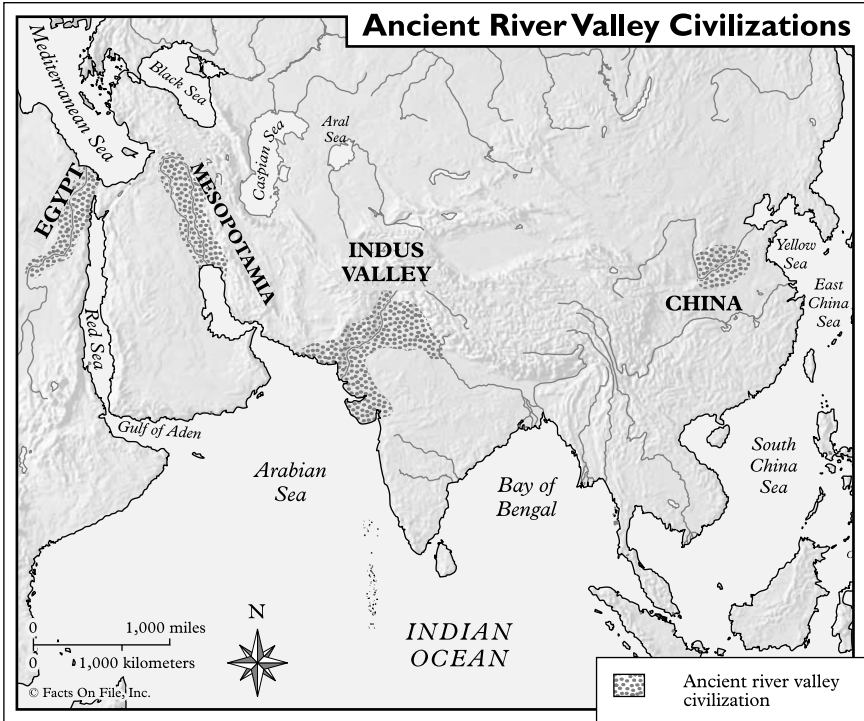 Ancient River Valley Civilizations
Mediterranean Sea
Black Sea
Caspian Sea
Aral
Sea
EGYPT
MESOPOTAMIA
INDUS
VALLEY
CHINA
Yellow
Sea
East
China
Sea
Red Sea
Gulf of Aden
Arabian
Sea
Bay of
Bengal
South
China
Sea
INDIAN
OCEAN
N
0 1,000 miles
0 1,000 kilometers
© Facts On File, Inc.
Ancient river valley
civilization